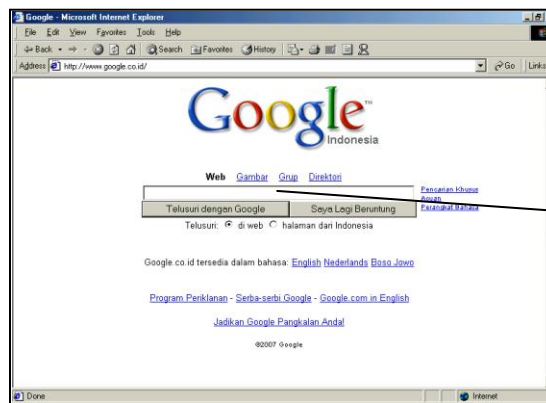 Google - Microsoft Internet Explorer
File Edit View Favorites Tools Help
Back Search Favorites History
Address http://www.google.co.id/ Go Links
Google™
Indonesia
Web Gambar Grup Direktori
Pencarian Khusus
Acuan
Perangkat Bahasa
Telusuri dengan Google Saya Lagi Beruntung
Telusuri: di web halaman dari Indonesia
Google.co.id tersedia dalam bahasa: English Nederlands Boso Jowo
Program Periklanan - Serba-serbi Google - Google.com in English
Jadikan Google Pangkalan Anda!
©2007 Google
Done Internet